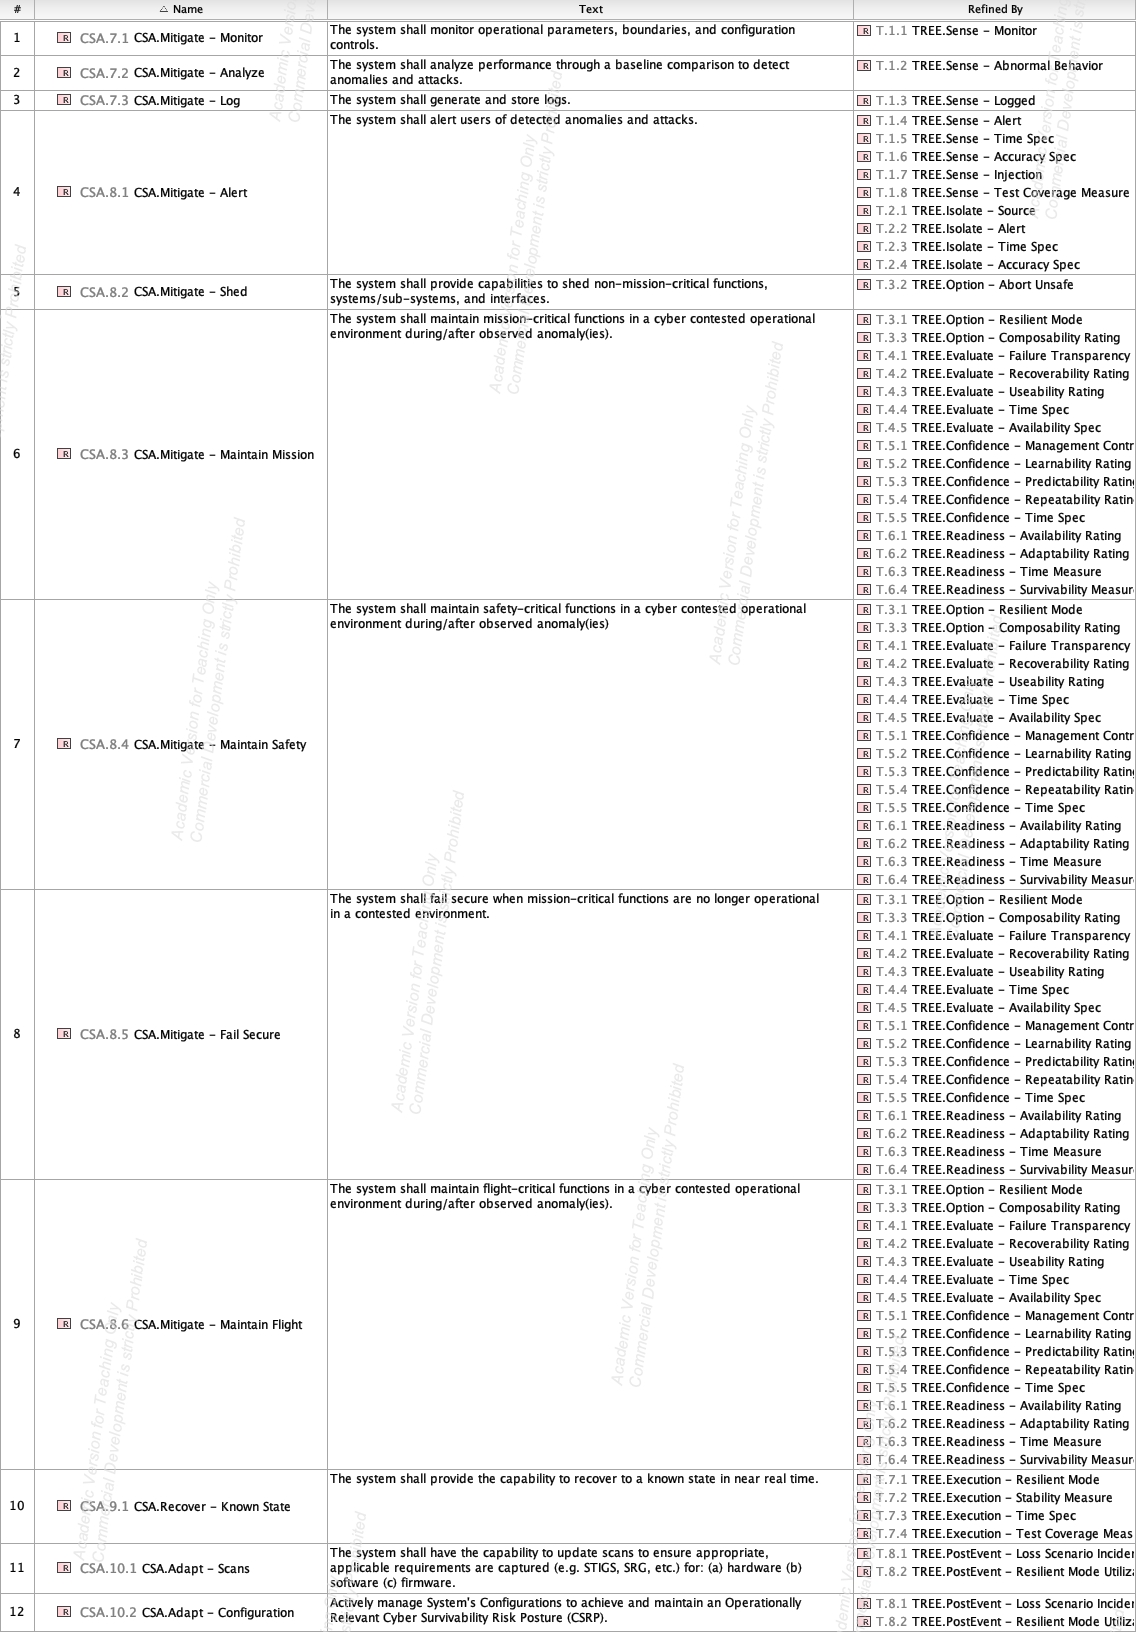 # △ Name Text Refined By
1 R CSA.7.1 CSA.Mitigate – Monitor
The system shall monitor operational parameters, boundaries, and configuration
controls.
R T.1.1 TREE.Sense – Monitor
2 R CSA.7.2 CSA.Mitigate – Analyze
The system shall analyze performance through a baseline comparison to detect
anomalies and attacks.
R T.1.2 TREE.Sense – Abnormal Behavior
3 R CSA.7.3 CSA.Mitigate – Log
The system shall generate and store logs.
R T.1.3 TREE.Sense – Logged
4 R CSA.8.1 CSA.Mitigate – Alert
The system shall alert users of detected anomalies and attacks.
R T.1.4 TREE.Sense – Alert
R T.1.5 TREE.Sense – Time Spec
R T.1.6 TREE.Sense – Accuracy Spec
R T.1.7 TREE.Sense – Injection
R T.1.8 TREE.Sense – Test Coverage Measure
R T.2.1 TREE.Isolate – Source
R T.2.2 TREE.Isolate – Alert
R T.2.3 TREE.Isolate – Time Spec
R T.2.4 TREE.Isolate – Accuracy Spec
5 R CSA.8.2 CSA.Mitigate – Shed
The system shall provide capabilities to shed non-mission-critical functions,
systems/sub-systems, and interfaces.
R T.3.2 TREE.Option – Abort Unsafe
6 R CSA.8.3 CSA.Mitigate – Maintain Mission
The system shall maintain mission-critical functions in a cyber contested operational
environment during/after observed anomaly(ies).
R T.3.1 TREE.Option – Resilient Mode
R T.3.3 TREE.Option – Composability Rating
R T.4.1 TREE.Evaluate – Failure Transparency
R T.4.2 TREE.Evaluate – Recoverability Rating
R T.4.3 TREE.Evaluate – Useability Rating
R T.4.4 TREE.Evaluate – Time Spec
R T.4.5 TREE.Evaluate – Availability Spec
R T.5.1 TREE.Confidence – Management Contr
R T.5.2 TREE.Confidence – Learnability Rating
R T.5.3 TREE.Confidence – Predictability Rating
R T.5.4 TREE.Confidence – Repeatability Ratin
R T.5.5 TREE.Confidence – Time Spec
R T.6.1 TREE.Readiness – Availability Rating
R T.6.2 TREE.Readiness – Adaptability Rating
R T.6.3 TREE.Readiness – Time Measure
R T.6.4 TREE.Readiness – Survivability Measur
7 R CSA.8.4 CSA.Mitigate – Maintain Safety
The system shall maintain safety-critical functions in a cyber contested operational
environment during/after observed anomaly(ies)
R T.3.1 TREE.Option – Resilient Mode
R T.3.3 TREE.Option – Composability Rating
R T.4.1 TREE.Evaluate – Failure Transparency
R T.4.2 TREE.Evaluate – Recoverability Rating
R T.4.3 TREE.Evaluate – Useability Rating
R T.4.4 TREE.Evaluate – Time Spec
R T.4.5 TREE.Evaluate – Availability Spec
R T.5.1 TREE.Confidence – Management Contr
R T.5.2 TREE.Confidence – Learnability Rating
R T.5.3 TREE.Confidence – Predictability Rating
R T.5.4 TREE.Confidence – Repeatability Ratin
R T.5.5 TREE.Confidence – Time Spec
R T.6.1 TREE.Readiness – Availability Rating
R T.6.2 TREE.Readiness – Adaptability Rating
R T.6.3 TREE.Readiness – Time Measure
R T.6.4 TREE.Readiness – Survivability Measur
8 R CSA.8.5 CSA.Mitigate – Fail Secure
The system shall fail secure when mission-critical functions are no longer operational
in a contested environment.
R T.3.1 TREE.Option – Resilient Mode
R T.3.3 TREE.Option – Composability Rating
R T.4.1 TREE.Evaluate – Failure Transparency
R T.4.2 TREE.Evaluate – Recoverability Rating
R T.4.3 TREE.Evaluate – Useability Rating
R T.4.4 TREE.Evaluate – Time Spec
R T.4.5 TREE.Evaluate – Availability Spec
R T.5.1 TREE.Confidence – Management Contr
R T.5.2 TREE.Confidence – Learnability Rating
R T.5.3 TREE.Confidence – Predictability Rating
R T.5.4 TREE.Confidence – Repeatability Ratin
R T.5.5 TREE.Confidence – Time Spec
R T.6.1 TREE.Readiness – Availability Rating
R T.6.2 TREE.Readiness – Adaptability Rating
R T.6.3 TREE.Readiness – Time Measure
R T.6.4 TREE.Readiness – Survivability Measur
9 R CSA.8.6 CSA.Mitigate – Maintain Flight
The system shall maintain flight-critical functions in a cyber contested operational
environment during/after observed anomaly(ies).
R T.3.1 TREE.Option – Resilient Mode
R T.3.3 TREE.Option – Composability Rating
R T.4.1 TREE.Evaluate – Failure Transparency
R T.4.2 TREE.Evaluate – Recoverability Rating
R T.4.3 TREE.Evaluate – Useability Rating
R T.4.4 TREE.Evaluate – Time Spec
R T.4.5 TREE.Evaluate – Availability Spec
R T.5.1 TREE.Confidence – Management Contr
R T.5.2 TREE.Confidence – Learnability Rating
R T.5.3 TREE.Confidence – Predictability Rating
R T.5.4 TREE.Confidence – Repeatability Ratin
R T.5.5 TREE.Confidence – Time Spec
R T.6.1 TREE.Readiness – Availability Rating
R T.6.2 TREE.Readiness – Adaptability Rating
R T.6.3 TREE.Readiness – Time Measure
R T.6.4 TREE.Readiness – Survivability Measur
10 R CSA.9.1 CSA.Recover – Known State
The system shall provide the capability to recover to a known state in near real time.
R T.7.1 TREE.Execution – Resilient Mode
R T.7.2 TREE.Execution – Stability Measure
R T.7.3 TREE.Execution – Time Spec
R T.7.4 TREE.Execution – Test Coverage Meas
11 R CSA.10.1 CSA.Adapt – Scans
The system shall have the capability to update scans to ensure appropriate,
applicable requirements are captured (e.g. STIGS, SRG, etc.) for: (a) hardware (b)
software (c) firmware.
R T.8.1 TREE.PostEvent – Loss Scenario Incider
R T.8.2 TREE.PostEvent – Resilient Mode Utiliza
12 R CSA.10.2 CSA.Adapt – Configuration
Actively manage System's Configurations to achieve and maintain an Operationally
Relevant Cyber Survivability Risk Posture (CSRP).
R T.8.1 TREE.PostEvent – Loss Scenario Incider
R T.8.2 TREE.PostEvent – Resilient Mode Utiliza
Academic Version for Teaching Only
Commercial Development is strictly Prohibited